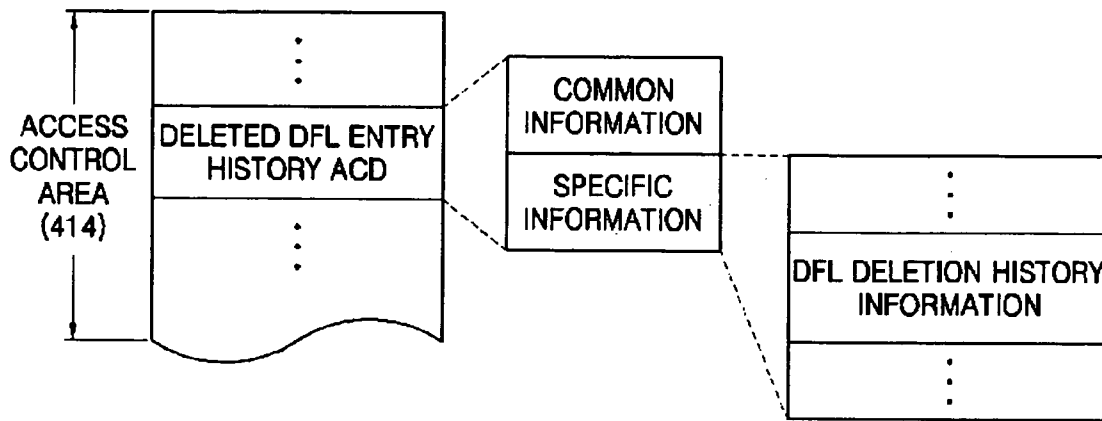 ACCESS
CONTROL
AREA
(414)
DELETED DFL ENTRY
HISTORY ACD
COMMON
INFORMATION
SPECIFIC
INFORMATION
DFL DELETION HISTORY
INFORMATION